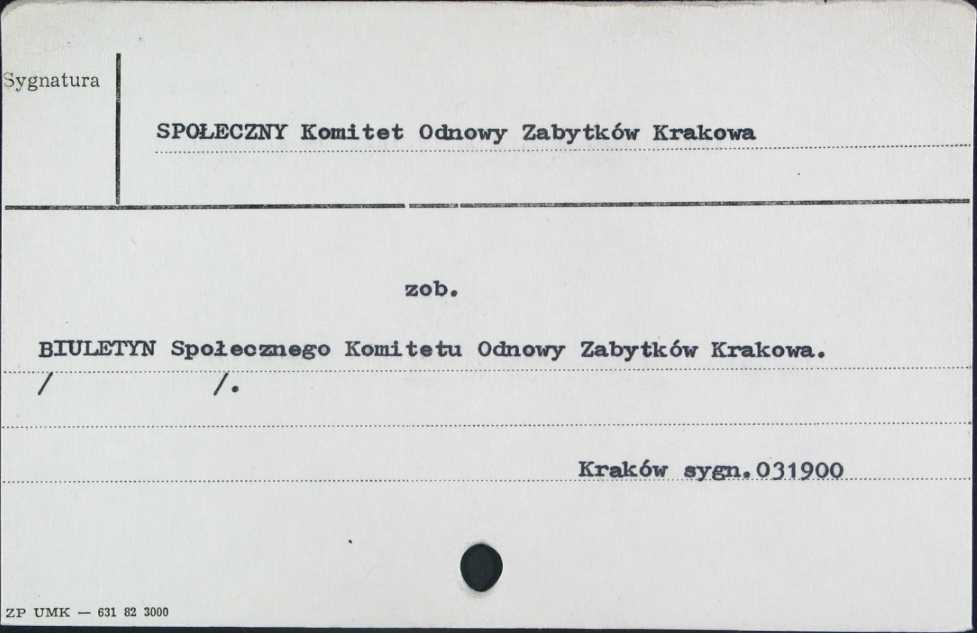 Sygnatura
SPOŁECZNY Komitet Odnowy Zabytków Krakowa
zob.
BIULETYN Społecznego Komitetu Odnowy Zabytków Krakowa.
/ /.
Kraków sygn.031900
ZP UMK — 631 82 3000